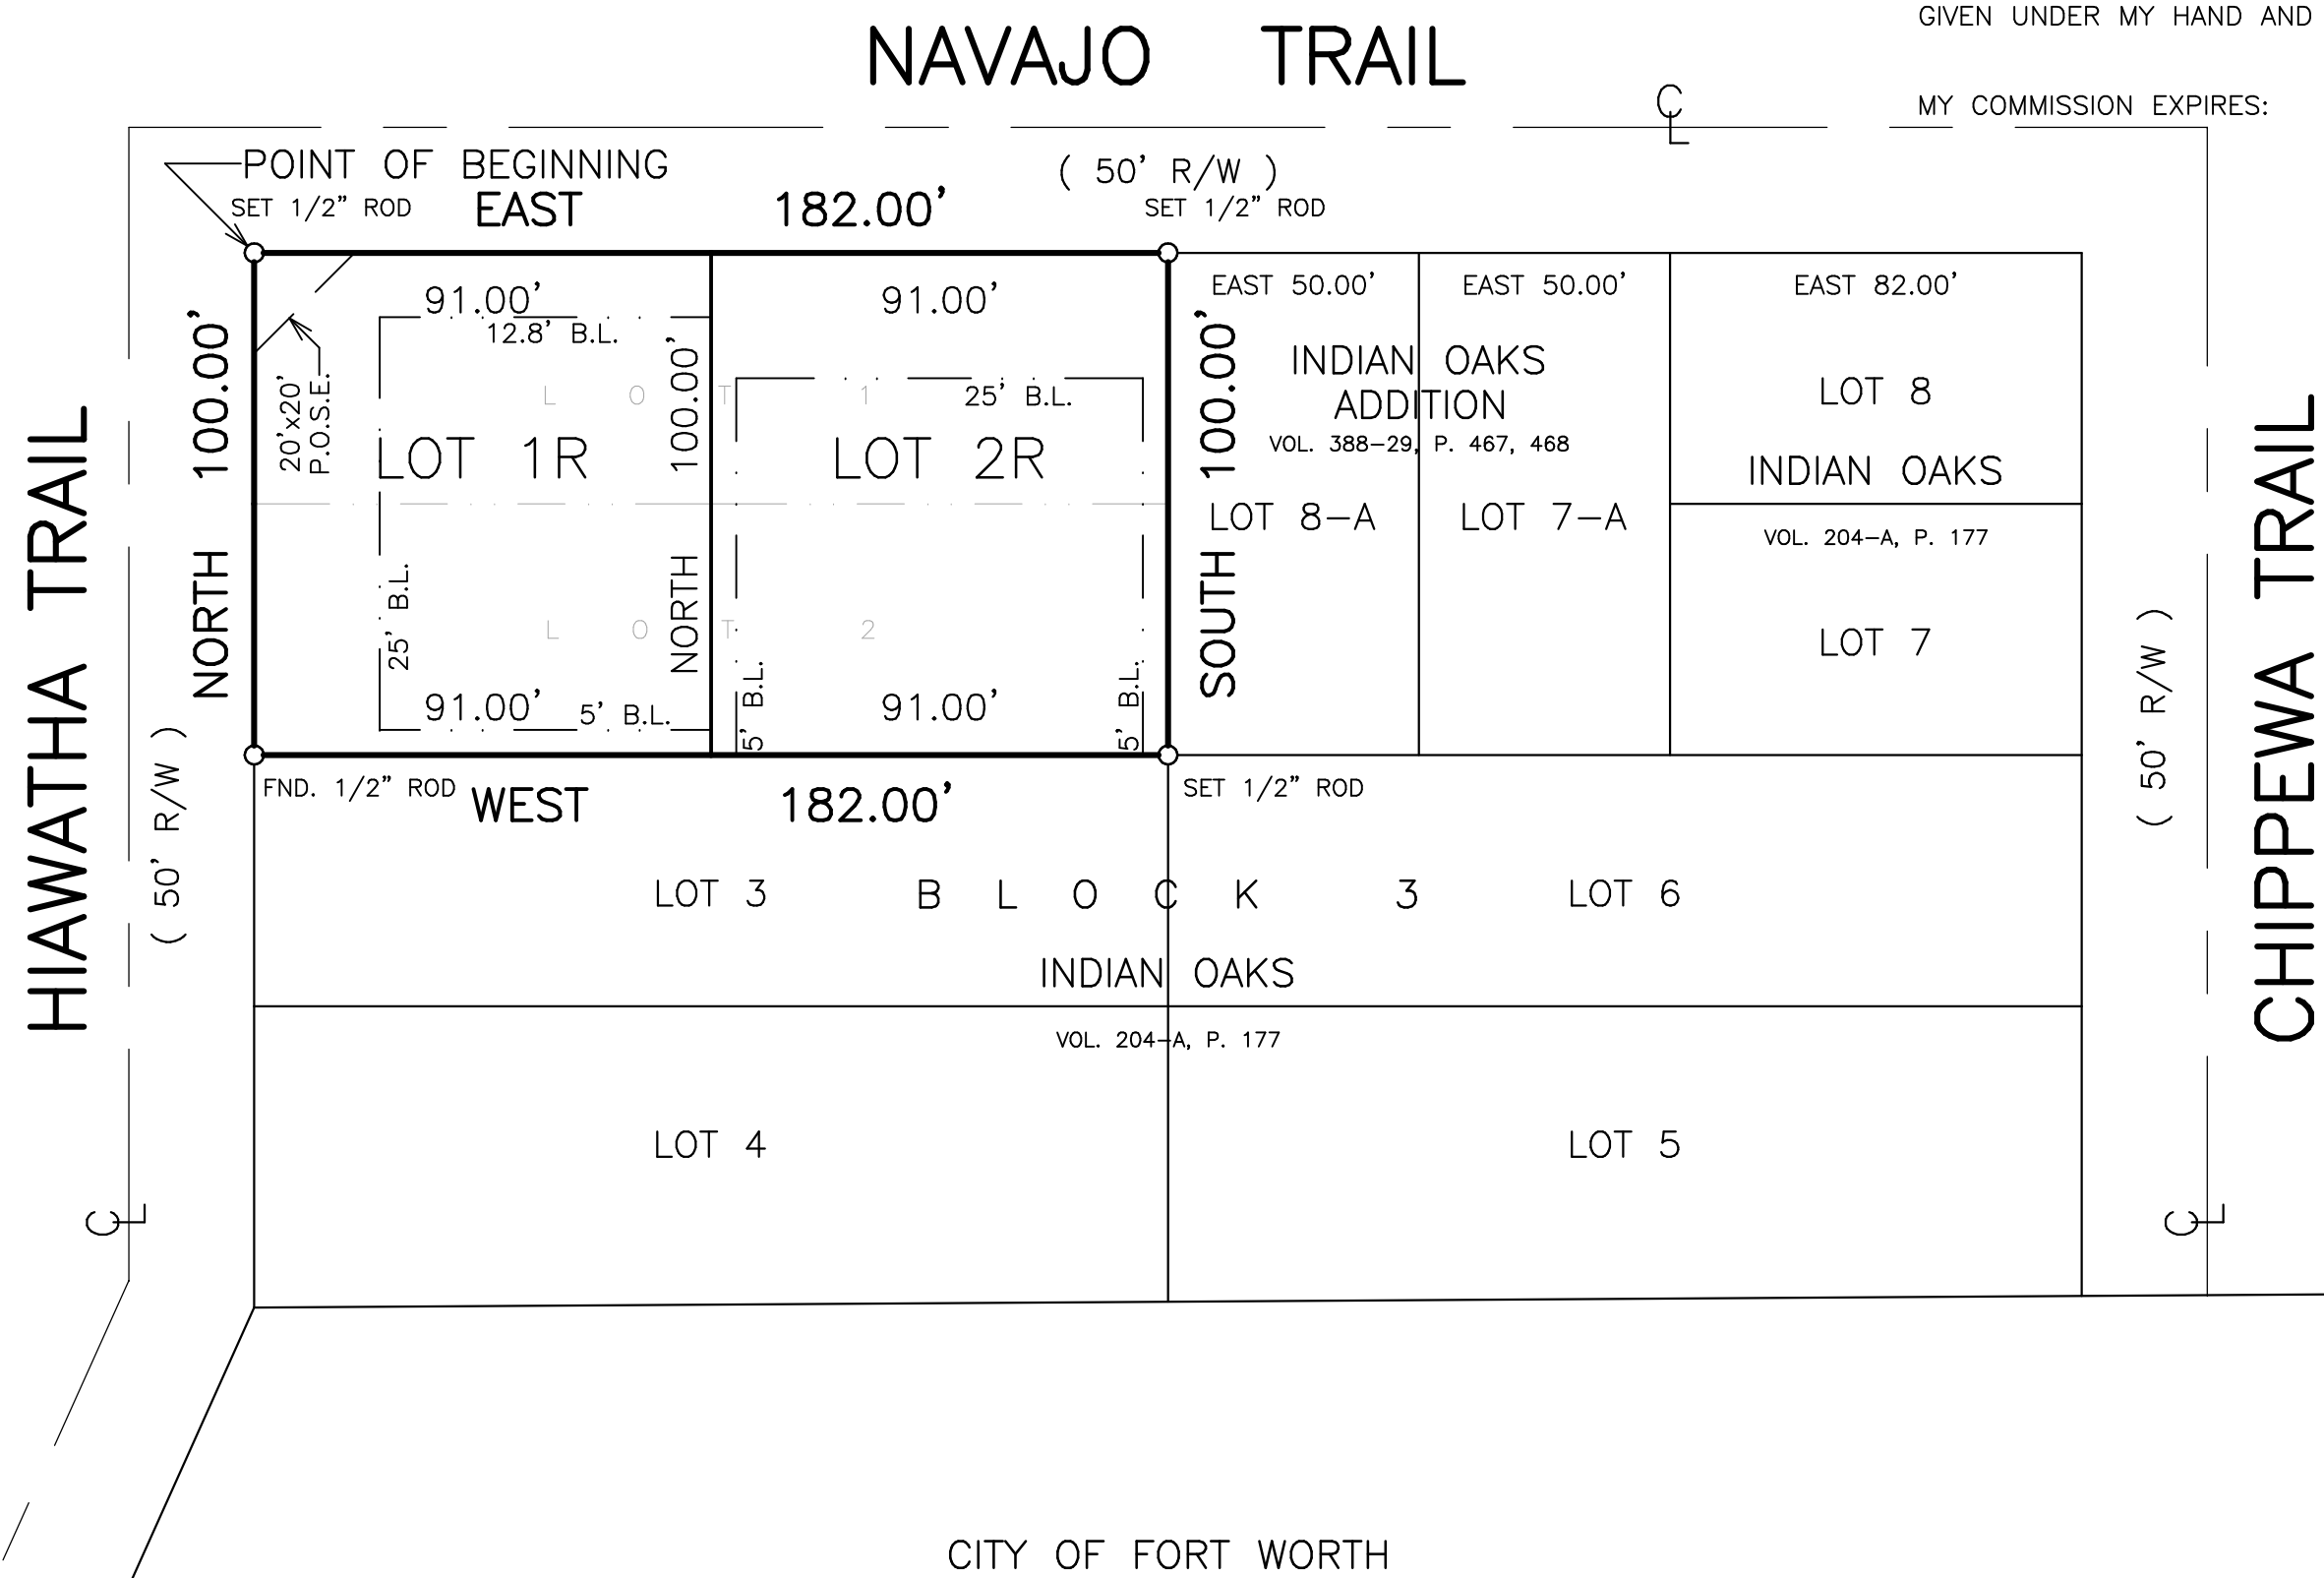 GIVEN UNDER MY HAND AND
NAVAJO TRAIL
MY COMMISSION EXPIRES:
CL
POINT OF BEGINNING
( 50' R/W )
SET 1/2" ROD
EAST 182.00'
SET 1/2" ROD
91.00'
91.00'
EAST 50.00'
EAST 50.00'
EAST 82.00'
12.8' B.L.
INDIAN OAKS
ADDITION
VOL. 388-29, P. 467, 468
LOT 8
L O T 1
25' B.L.
20'x20'
P.O.S.E.
NORTH 100.00'
LOT 1R
NORTH 100.00'
LOT 2R
SOUTH 100.00'
INDIAN OAKS
LOT 8-A
LOT 7-A
VOL. 204-A, P. 177
HIAWATHA TRAIL
CHIPPEWA TRAIL
25' B.L.
L O T 2
LOT 7
91.00'
5' B.L.
5' B.L.
91.00'
5' B.L.
( 50' R/W )
( 50' R/W )
FND. 1/2" ROD
WEST 182.00'
SET 1/2" ROD
LOT 3
B L O C K 3
LOT 6
INDIAN OAKS
VOL. 204-A, P. 177
LOT 4
LOT 5
CL
CL
CITY OF FORT WORTH